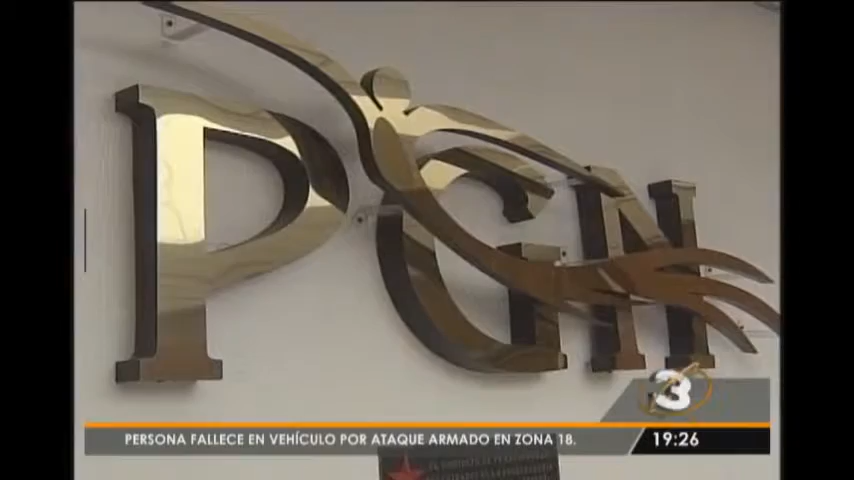 PGN
3
PERSONA FALLECE EN VEHÍCULO POR ATAQUE ARMADO EN ZONA 18.
19:26